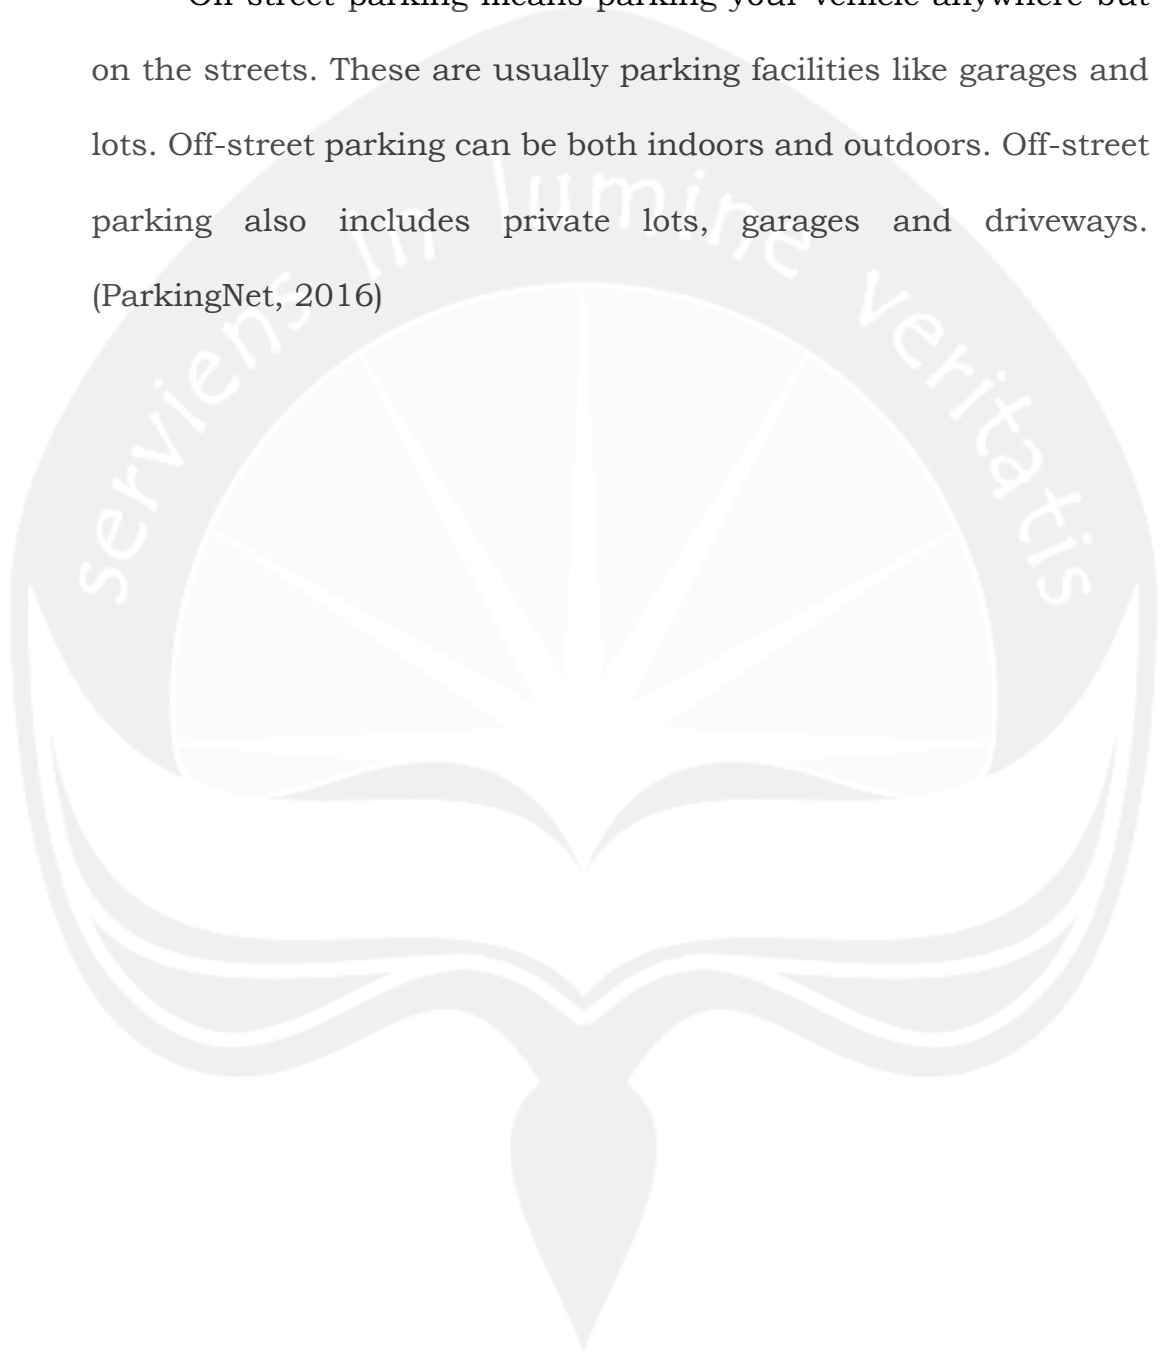 Off-street parking means parking your vehicle anywhere but
on the streets. These are usually parking facilities like garages and
lots. Off-street parking can be both indoors and outdoors. Off-street
parking also includes private lots, garages and driveways.
(ParkingNet, 2016)
serviens in lumine veritatis